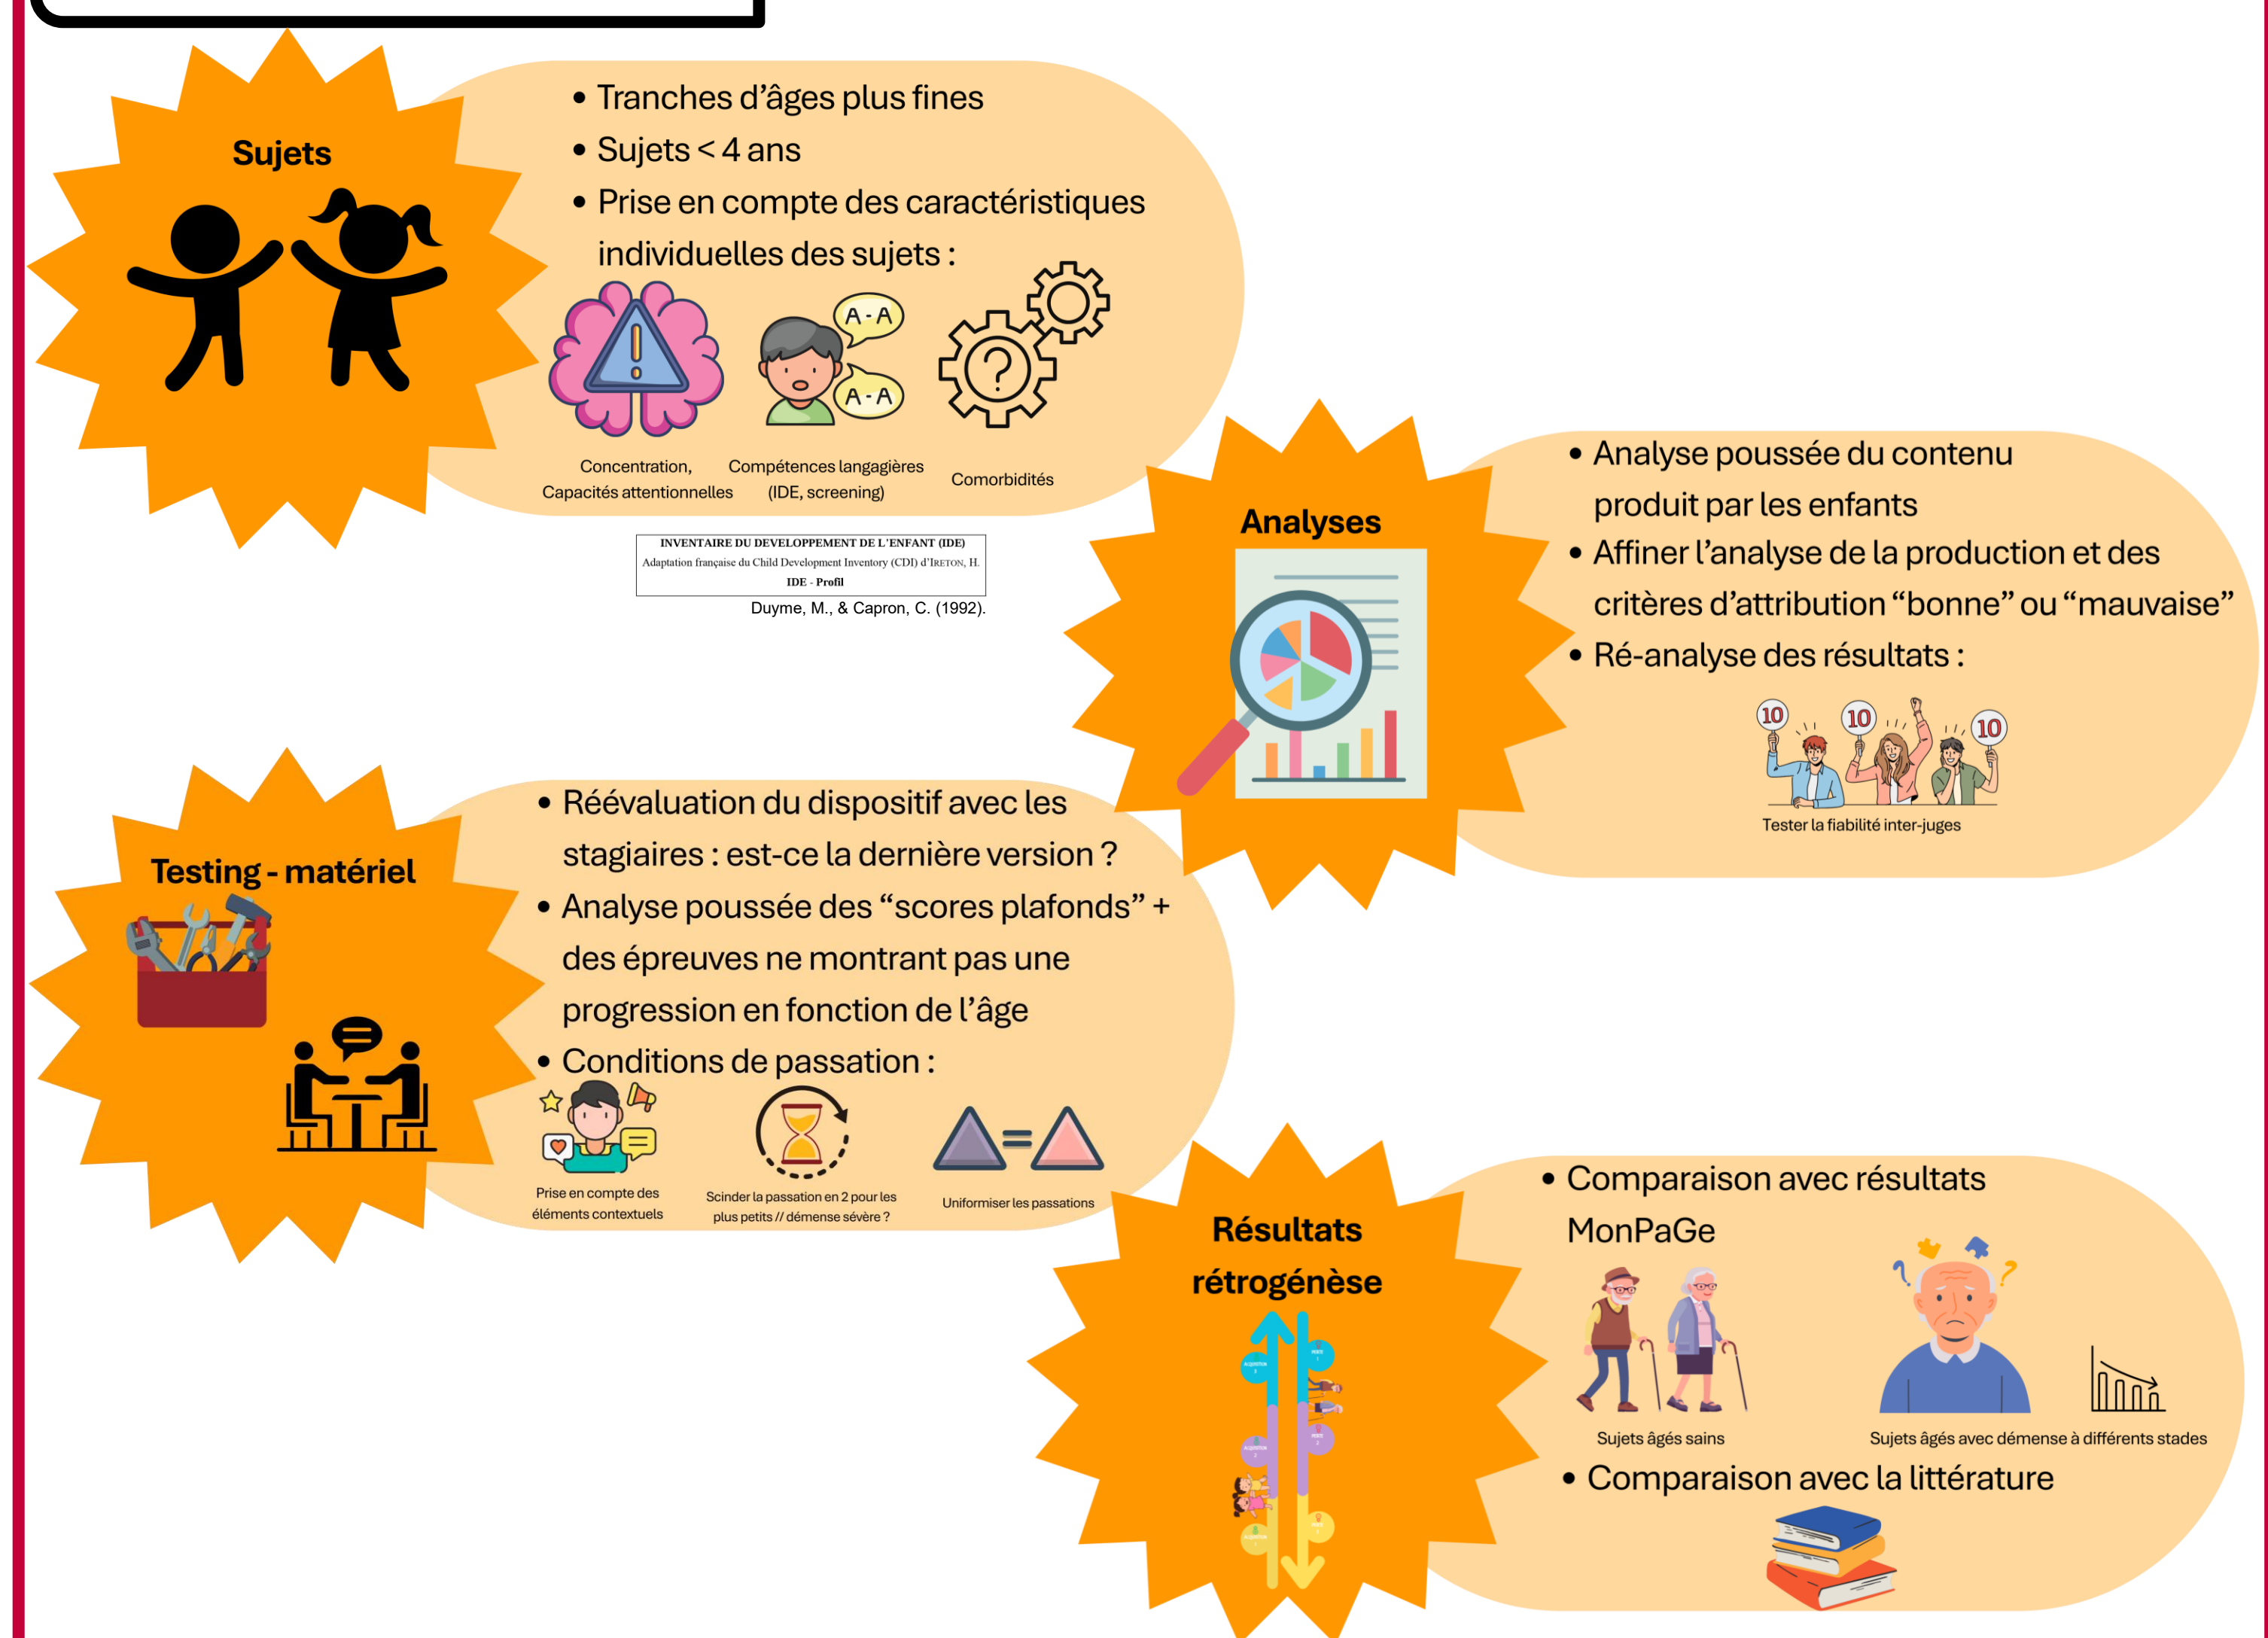 Sujets
• Tranches d’âges plus fines
• Sujets < 4 ans
• Prise en compte des caractéristiques
individuelles des sujets :
A - A
A - A
?
Concentration,
Capacités attentionnelles
Compétences langagières
(IDE, screening)
Comorbidités
INVENTAIRE DU DEVELOPPEMENT DE L'ENFANT (IDE)
Adaptation française du Child Development Inventory (CDI) d’IRETON, H.
IDE - Profil
Duyme, M., & Capron, C. (1992).
Analyses
• Analyse poussée du contenu
produit par les enfants
• Affiner l’analyse de la production et des
critères d’attribution “bonne” ou “mauvaise”
• Ré-analyse des résultats :
10
10
10
Tester la fiabilité inter-juges
Testing - matériel
• Réévaluation du dispositif avec les
stagiaires : est-ce la dernière version ?
• Analyse poussée des “scores plafonds” +
des épreuves ne montrant pas une
progression en fonction de l’âge
• Conditions de passation :
Prise en compte des
éléments contextuels
Scinder la passation en 2 pour les
plus petits // démense sévère ?
Uniformiser les passations
Résultats
rétrogénèse
• Comparaison avec résultats
MonPaGe
Sujets âgés sains
Sujets âgés avec démense à différents stades
• Comparaison avec la littérature